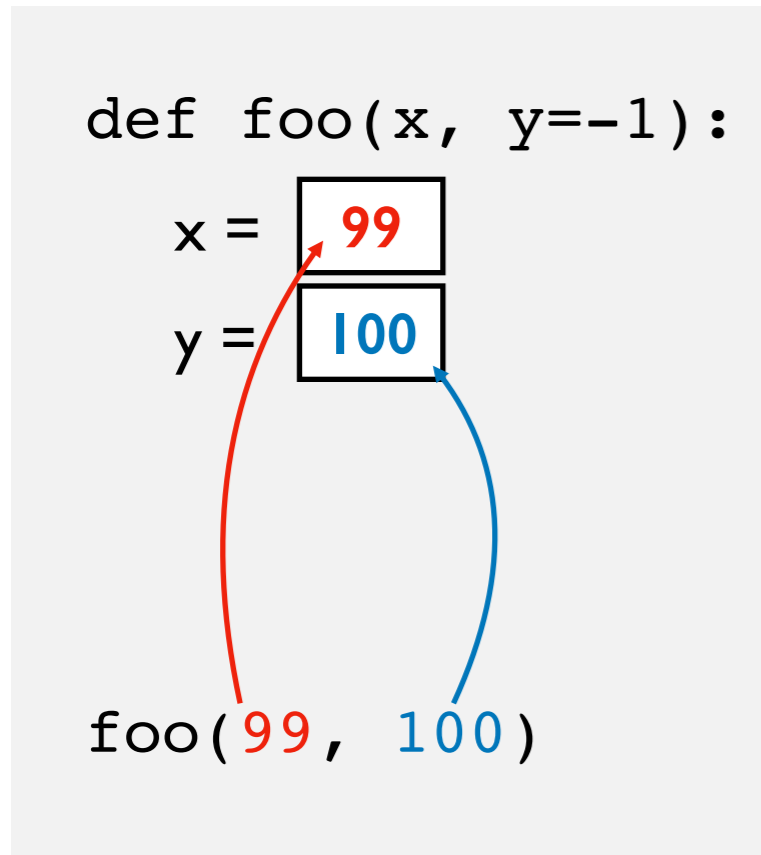 def foo(x, y=-1):
x = 99
y = 100
foo(99, 100)